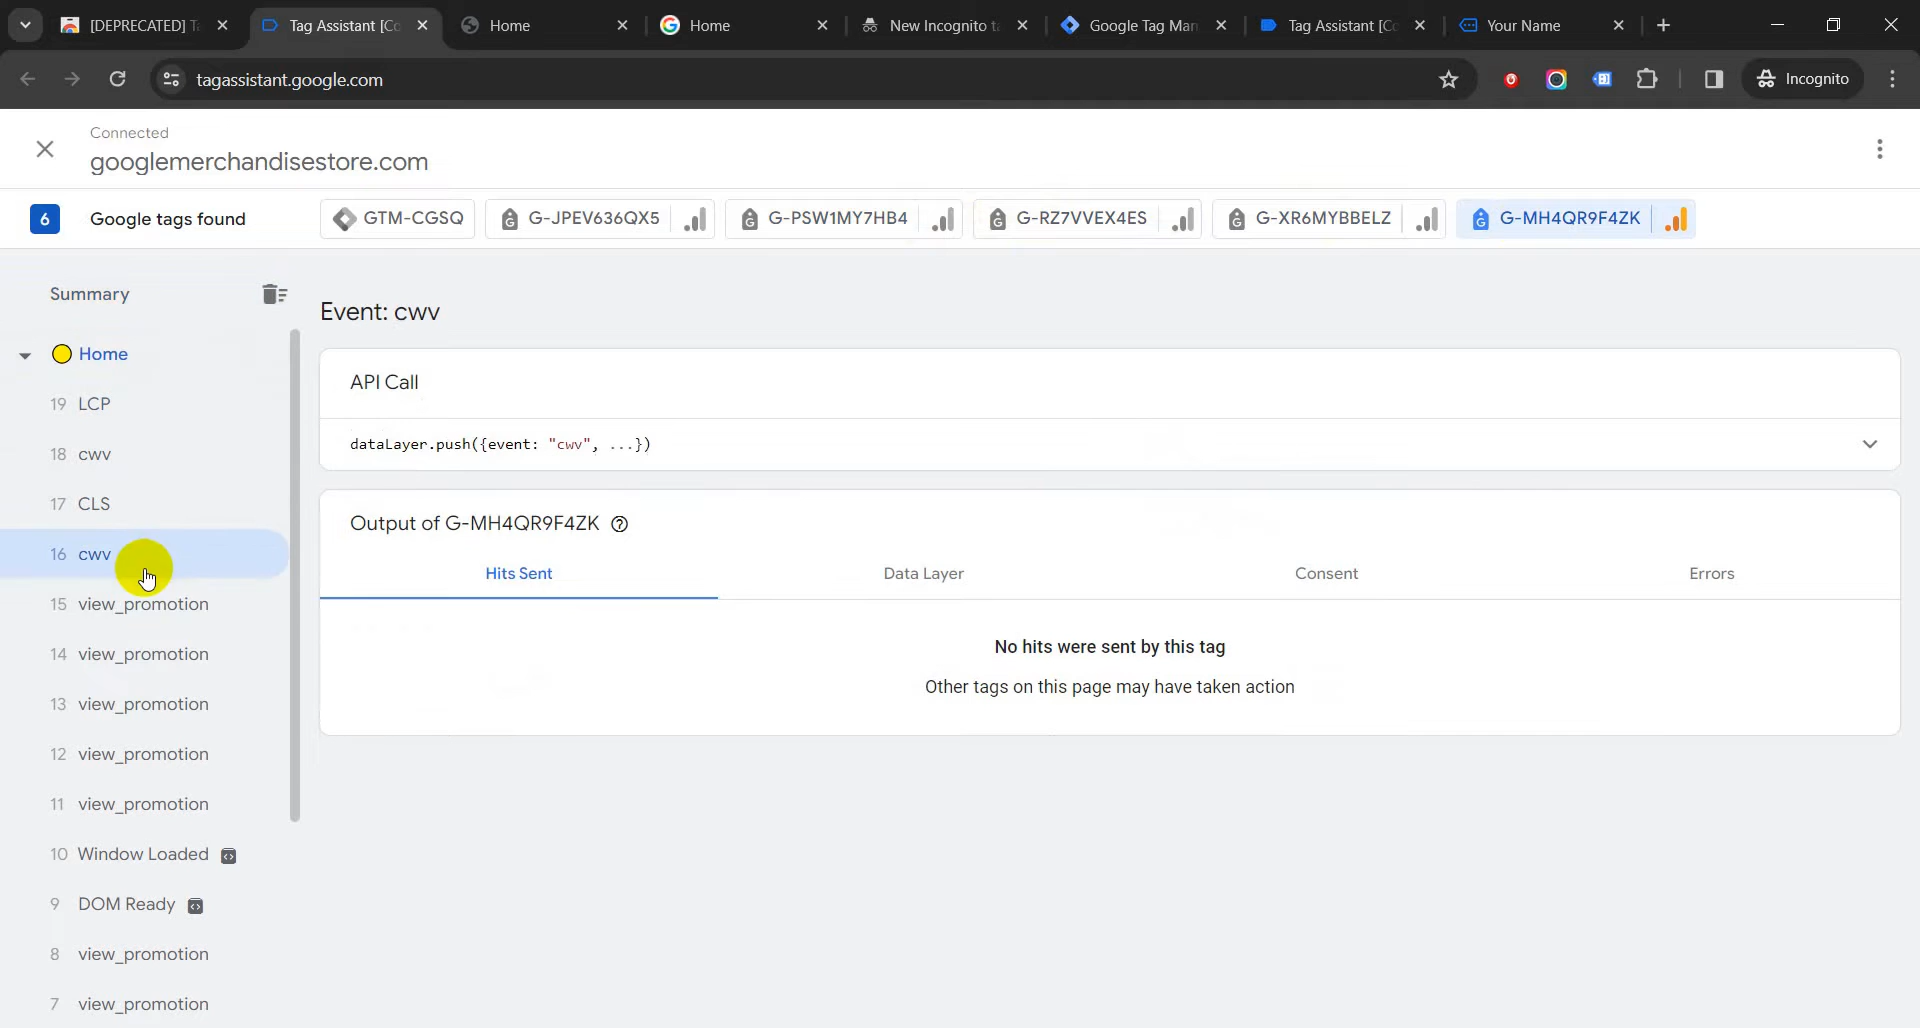 [DEPRECATED] Ta
Tag Assistant [Co
Home
Home
New Incognito ta
Google Tag Man
Tag Assistant [Co
Your Name
tagassistant.google.com
Incognito
Connected
googlemerchandisestore.com
6 Google tags found
GTM-CGSQ
G-JPEV636QX5
G-PSW1MY7HB4
G-RZ7VVEX4ES
G-XR6MYBBELZ
G-MH4QR9F4ZK
Summary
Home
19 LCP
18 cwv
17 CLS
16 cwv
15 view_promotion
14 view_promotion
13 view_promotion
12 view_promotion
11 view_promotion
10 Window Loaded
9 DOM Ready
8 view_promotion
7 view_promotion
Event: cwv
API Call
dataLayer.push({event: "cwv", ...})
Output of G-MH4QR9F4ZK
Hits Sent
Data Layer
Consent
Errors
No hits were sent by this tag
Other tags on this page may have taken action